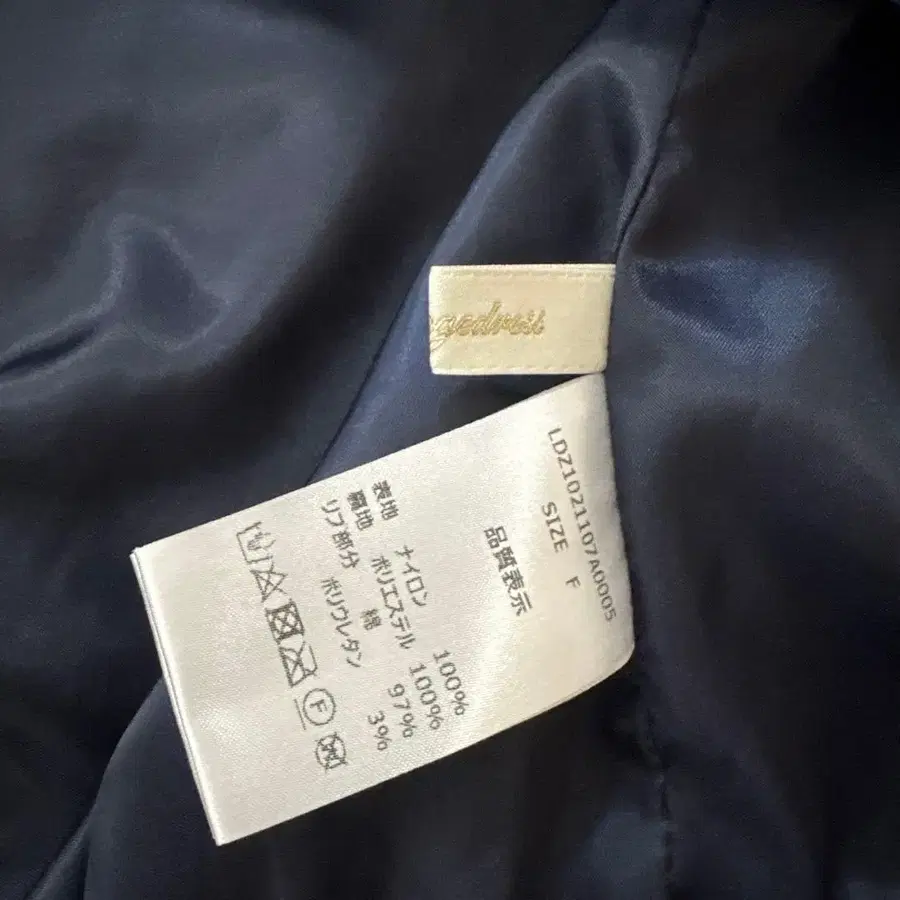 gedress
LDZ1021107A0005
SIZE F
品質表示
表地 ナイロン 100%
裏地 ポリエステル 100%
リブ部分 綿 97%
ポリウレタン 3%
F